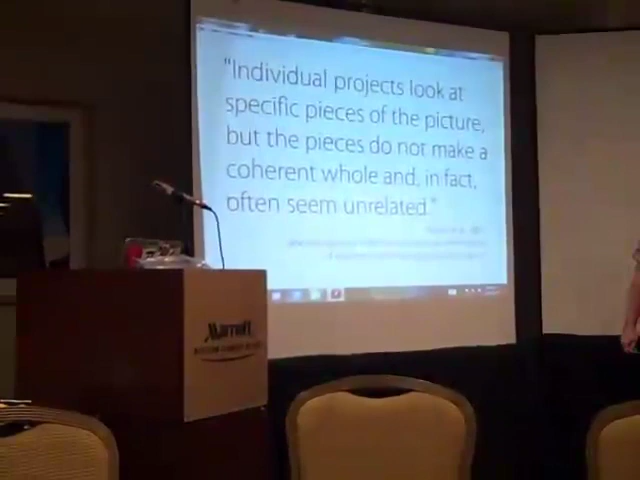 "Individual projects look at
specific pieces of the picture,
but the pieces do not make a
coherent whole and, in fact,
often seem unrelated."
Marriott